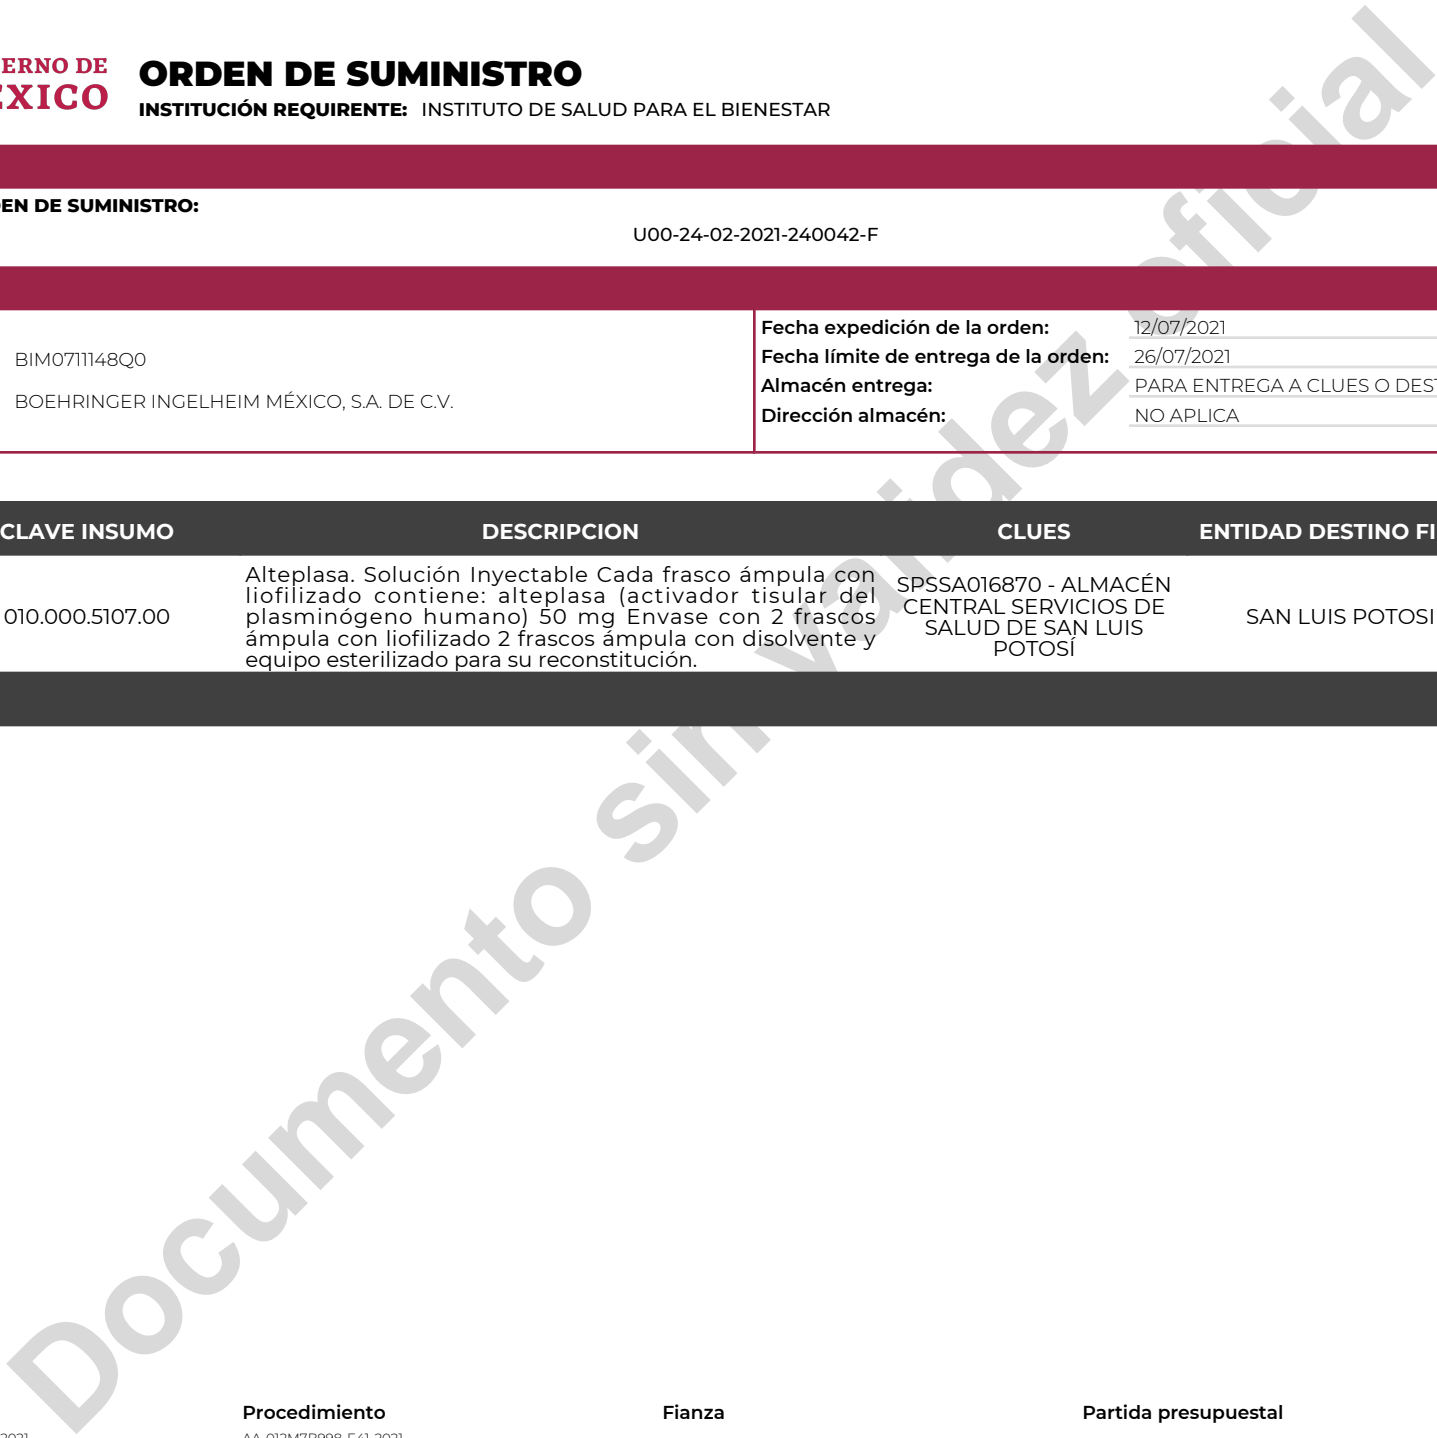 ERNO DE
EXICO
ORDEN DE SUMINISTRO
INSTITUCIÓN REQUIRENTE: INSTITUTO DE SALUD PARA EL BIENESTAR
EN DE SUMINISTRO:
U00-24-02-2021-240042-F
BIM0711148Q0
BOEHRINGER INGELHEIM MÉXICO, S.A. DE C.V.
Fecha expedición de la orden: 12/07/2021
Fecha límite de entrega de la orden: 26/07/2021
Almacén entrega: PARA ENTREGA A CLUES O DEST
Dirección almacén: NO APLICA
CLAVE INSUMO DESCRIPCION CLUES ENTIDAD DESTINO FI
010.000.5107.00
Alteplasa. Solución Inyectable Cada frasco ámpula con
liofilizado contiene: alteplasa (activador tisular del
plasminógeno humano) 50 mg Envase con 2 frascos
ámpula con liofilizado 2 frascos ámpula con disolvente y
equipo esterilizado para su reconstitución.
SPSSA016870 - ALMACÉN
CENTRAL SERVICIOS DE
SALUD DE SAN LUIS
POTOSÍ
SAN LUIS POTOSI
Documento sin validez oficial
Procedimiento Fianza Partida presupuestal